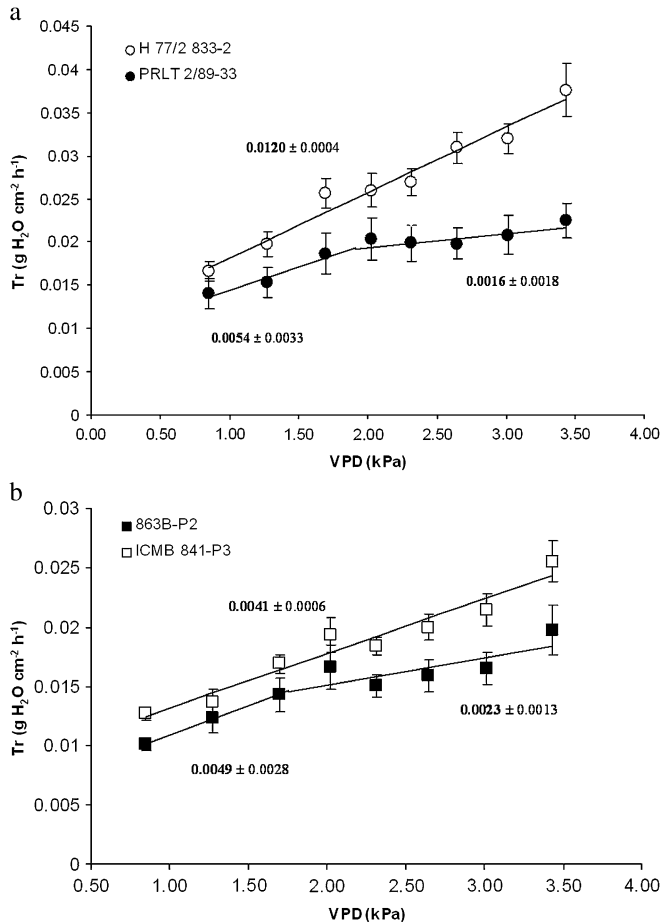 a
0.045
H 77/2 833-2
0.04
PRLT 2/89-33
0.035
0.03
0.0120 ± 0.0004
0.025
0.02
0.0016 ± 0.0018
0.015
0.01
0.0054 ± 0.0033
0.005
0
Tr (g H₂O cm⁻² h⁻¹)
0.00 0.50 1.00 1.50 2.00 2.50 3.00 3.50 4.00
VPD (kPa)
b
0.03
863B-P2
ICMB 841-P3
0.025
0.0041 ± 0.0006
0.02
0.015
0.0023 ± 0.0013
0.01
0.0049 ± 0.0028
0.005
0
Tr (g H₂O cm⁻² h⁻¹)
0.50 1.00 1.50 2.00 2.50 3.00 3.50 4.00
VPD (kPa)